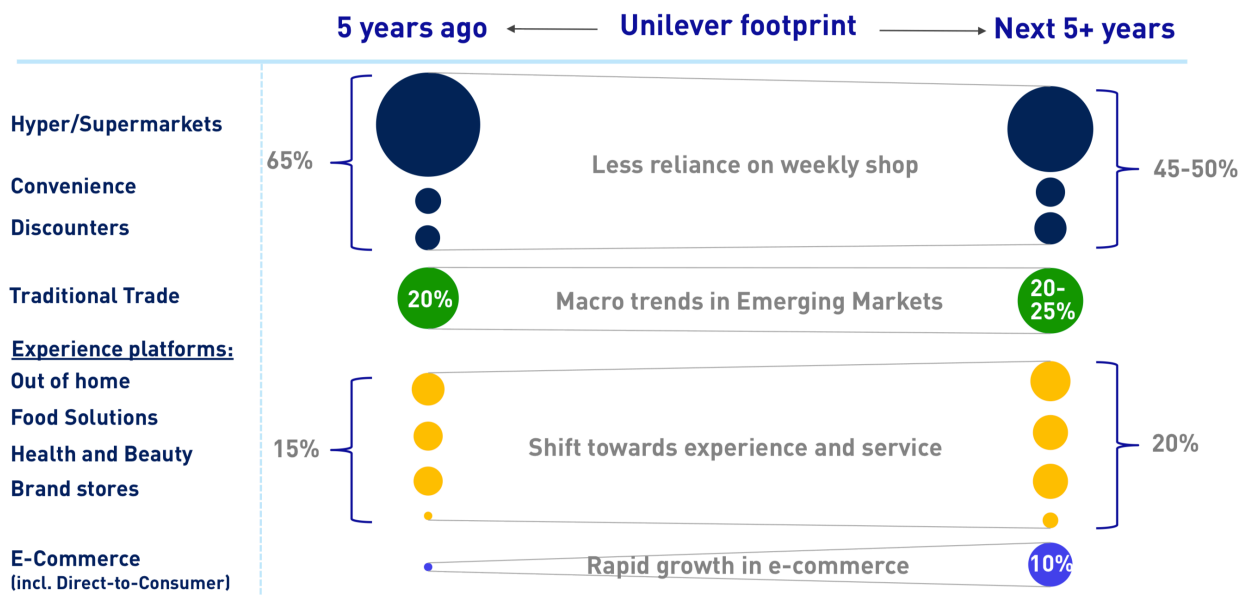 5 years ago
Unilever footprint
Next 5+ years
Hyper/Supermarkets
65%
Less reliance on weekly shop
45-50%
Convenience
Discounters
Traditional Trade
20%
Macro trends in Emerging Markets
20-
25%
Experience platforms:
Out of home
Food Solutions
15%
Shift towards experience and service
20%
Health and Beauty
Brand stores
E-Commerce
(incl. Direct-to-Consumer)
Rapid growth in e-commerce
10%